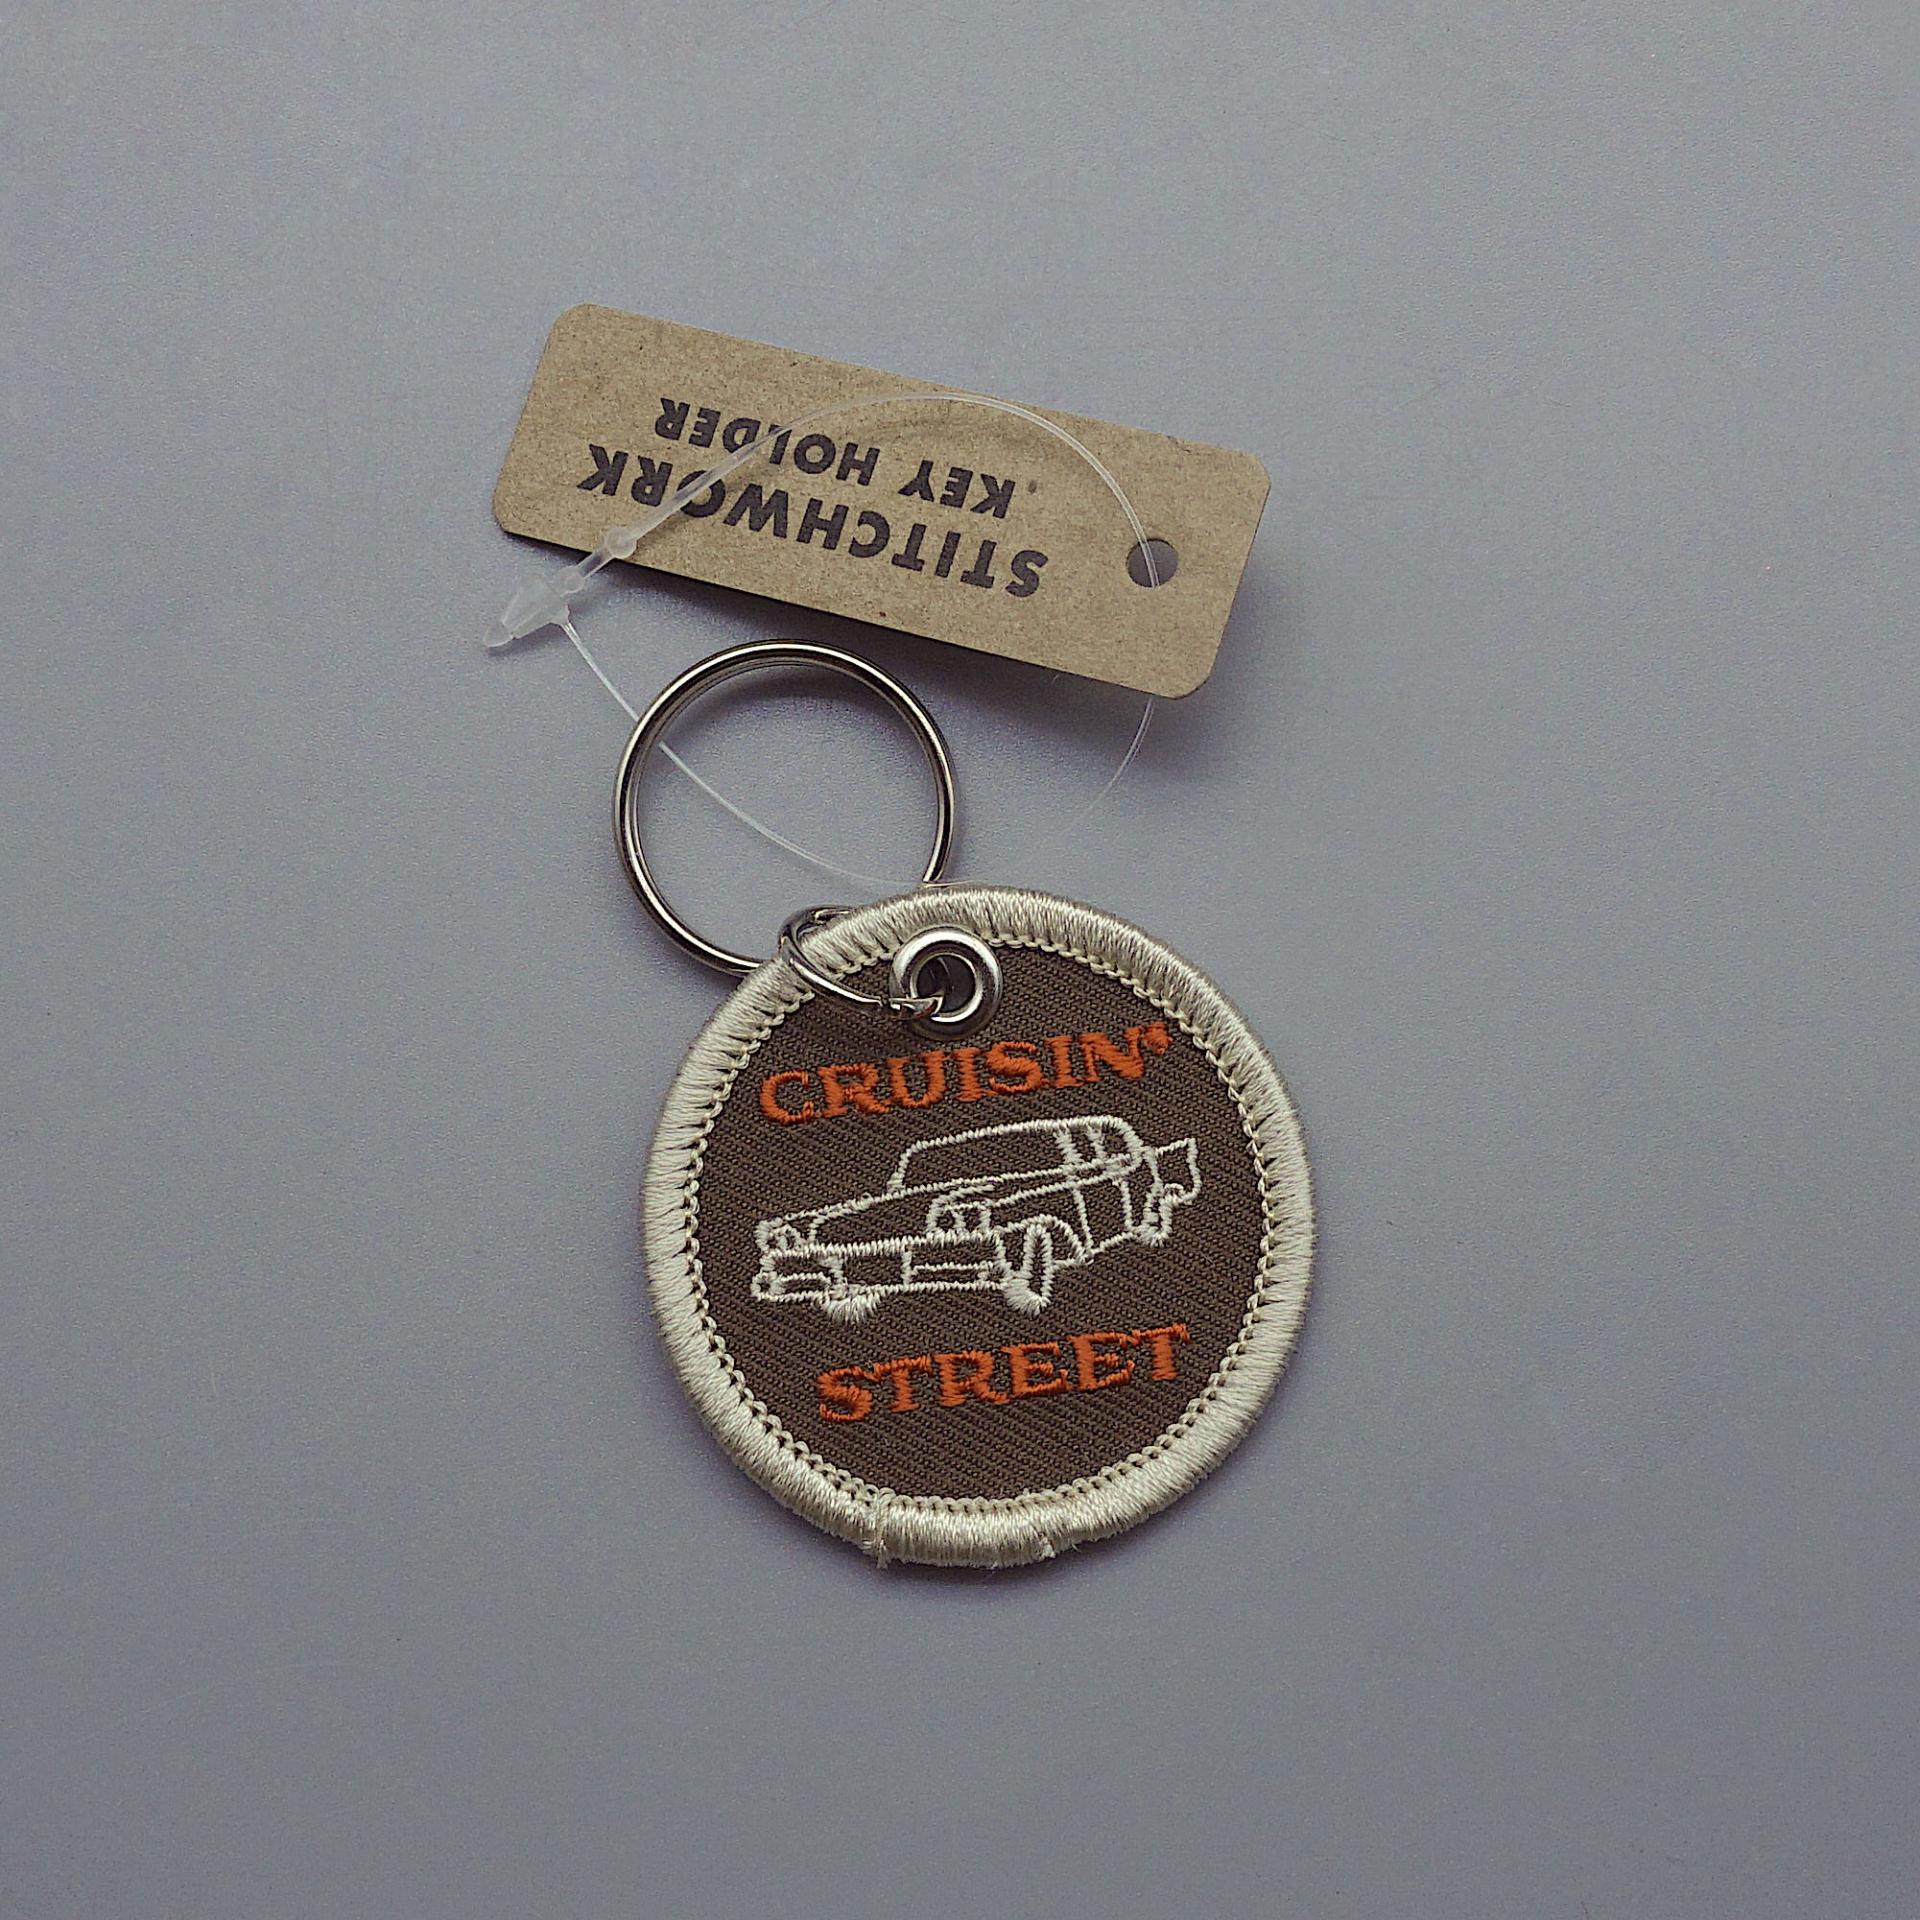 STITCHWORK
KEY HOLDER
CRUISIN'
STREET